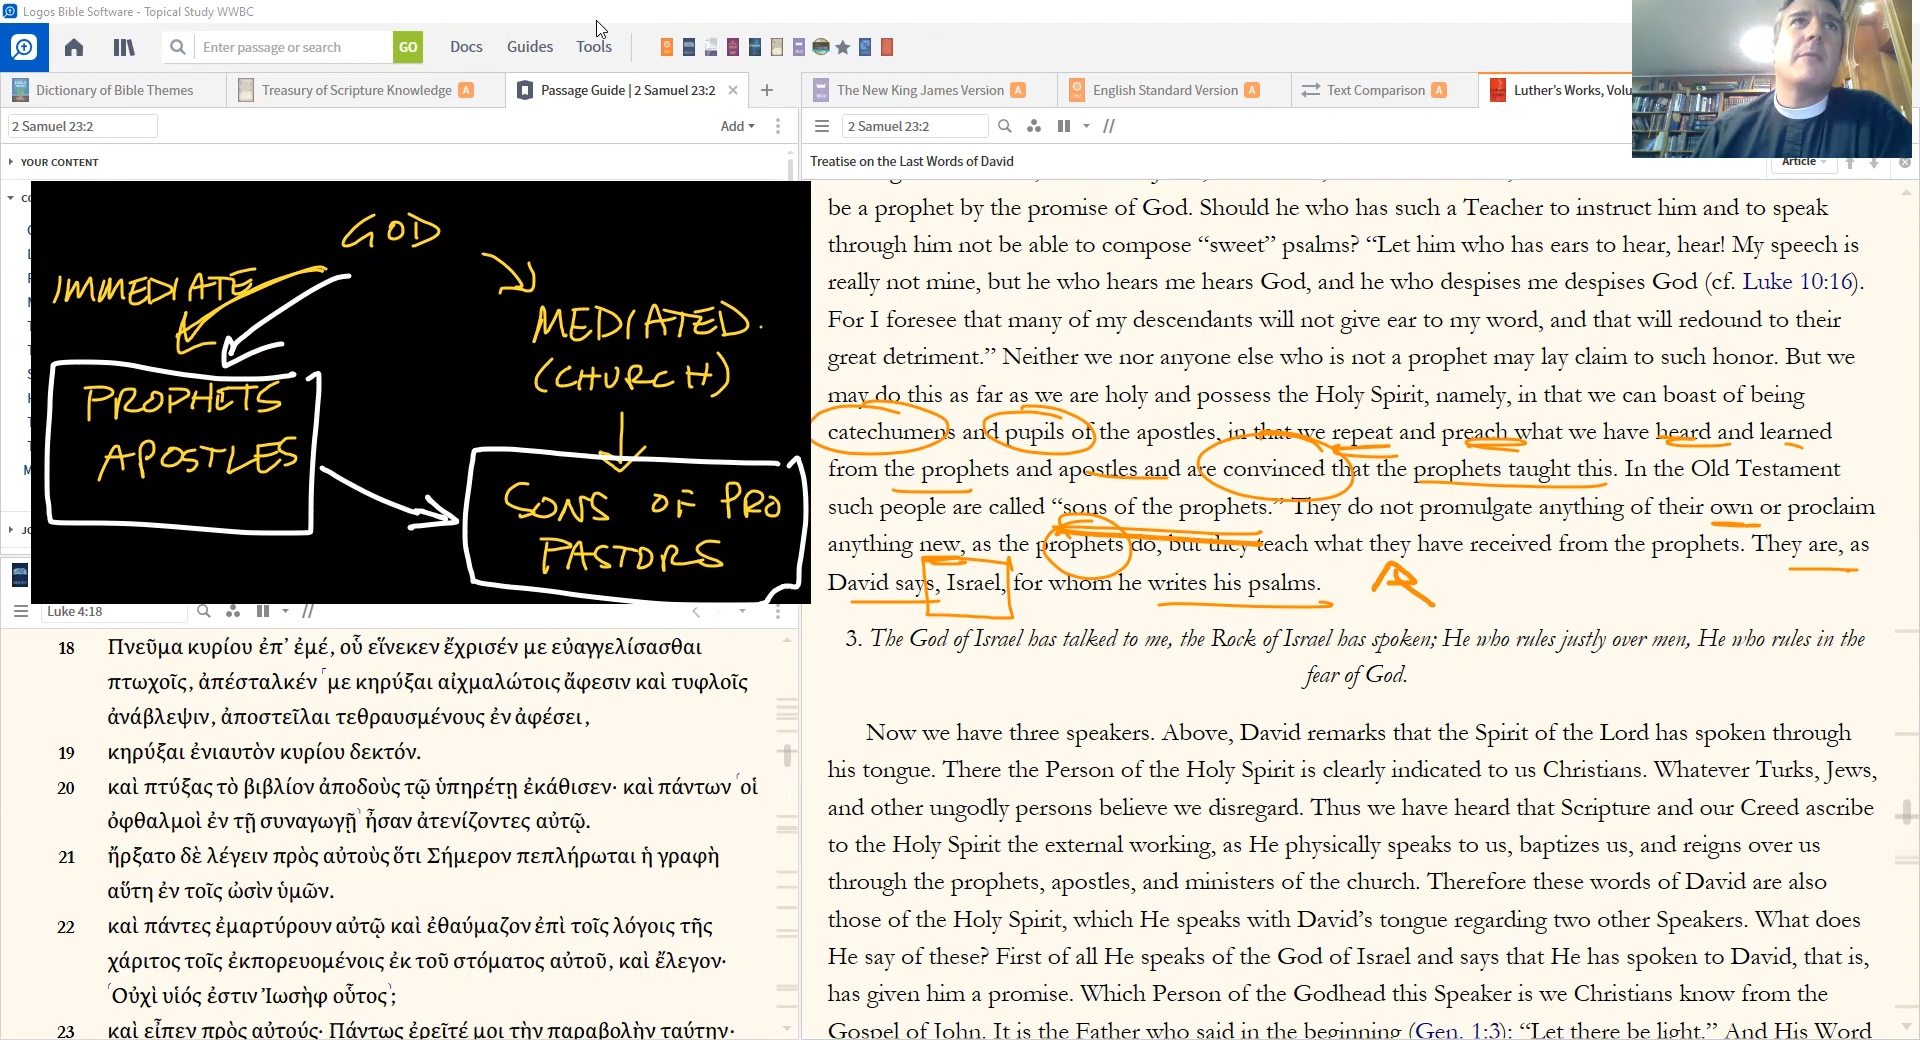 Logos Bible Software - Topical Study WWBC
Enter passage or search GO Docs Guides Tools
Dictionary of Bible Themes Treasury of Scripture Knowledge A Passage Guide | 2 Samuel 23:2 The New King James Version A English Standard Version A Text Comparison A Luther's Works, Volu
2 Samuel 23:2 Add 2 Samuel 23:2
YOUR CONTENT Treatise on the Last Words of David Article
GOD
IMMEDIATE
MEDIATED.
(CHURCH)
PROPHETS
APOSTLES
SONS OF PRO
PASTORS
Luke 4:18
18 Πνεῦμα κυρίου ἐπ’ ἐμέ, οὗ εἵνεκεν ἔχρισέν με εὐαγγελίσασθαι
πτωχοῖς, ἀπέσταλκέν ⸀με κηρύξαι αἰχμαλώτοις ἄφεσιν καὶ τυφλοῖς
ἀνάβλεψιν, ἀποστεῖλαι τεθραυσμένους ἐν ἀφέσει,
19 κηρύξαι ἐνιαυτὸν κυρίου δεκτόν.
20 καὶ πτύξας τὸ βιβλίον ἀποδοὺς τῷ ὑπηρέτῃ ἐκάθισεν· καὶ πάντων ⸂οἱ
ὀφθαλμοὶ ἐν τῇ συναγωγῇ⸃ ἦσαν ἀτενίζοντες αὐτῷ.
21 ἤρξατο δὲ λέγειν πρὸς αὐτοὺς ὅτι Σήμερον πεπλήρωται ἡ γραφὴ
αὕτη ἐν τοῖς ὠσὶν ὑμῶν.
22 καὶ πάντες ἐμαρτύρουν αὐτῷ καὶ ἐθαύμαζον ἐπὶ τοῖς λόγοις τῆς
χάριτος τοῖς ἐκπορευομένοις ἐκ τοῦ στόματος αὐτοῦ, καὶ ἔλεγον·
⸂Οὐχὶ υἱός ἐστιν Ἰωσὴφ οὗτος⸃;
23 καὶ εἶπεν πρὸς αὐτούς· Πάντως ἐρεῖτέ μοι τὴν παραβολὴν ταύτην·
be a prophet by the promise of God. Should he who has such a Teacher to instruct him and to speak
through him not be able to compose “sweet” psalms? “Let him who has ears to hear, hear! My speech is
really not mine, but he who hears me hears God, and he who despises me despises God (cf. Luke 10:16).
For I foresee that many of my descendants will not give ear to my word, and that will redound to their
great detriment.” Neither we nor anyone else who is not a prophet may lay claim to such honor. But we
may do this as far as we are holy and possess the Holy Spirit, namely, in that we can boast of being
catechumens and pupils of the apostles, in that we repeat and preach what we have heard and learned
from the prophets and apostles and are convinced that the prophets taught this. In the Old Testament
such people are called “sons of the prophets.” They do not promulgate anything of their own or proclaim
anything new, as the prophets do, but they teach what they have received from the prophets. They are, as
David says, Israel, for whom he writes his psalms.
3. The God of Israel has talked to me, the Rock of Israel has spoken; He who rules justly over men, He who rules in the
fear of God.
Now we have three speakers. Above, David remarks that the Spirit of the Lord has spoken through
his tongue. There the Person of the Holy Spirit is clearly indicated to us Christians. Whatever Turks, Jews,
and other ungodly persons believe we disregard. Thus we have heard that Scripture and our Creed ascribe
to the Holy Spirit the external working, as He physically speaks to us, baptizes us, and reigns over us
through the prophets, apostles, and ministers of the church. Therefore these words of David are also
those of the Holy Spirit, which He speaks with David’s tongue regarding two other Speakers. What does
He say of these? First of all He speaks of the God of Israel and says that He has spoken to David, that is,
has given him a promise. Which Person of the Godhead this Speaker is we Christians know from the
Gospel of John. It is the Father who said in the beginning (Gen. 1:3): “Let there be light.” And His Word